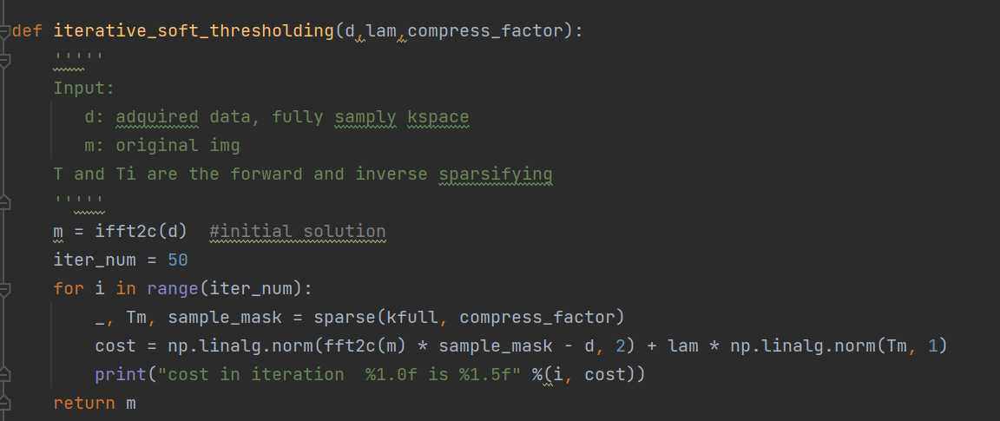 def iterative_soft_thresholding(d,lam,compress_factor):
    '''''
    Input:
       d: adquired data, fully samply kspace
       m: original img
    T and Ti are the forward and inverse sparsifying
    '''''
    m = ifft2c(d)  #initial solution
    iter_num = 50
    for i in range(iter_num):
        _, Tm, sample_mask = sparse(kfull, compress_factor)
        cost = np.linalg.norm(fft2c(m) * sample_mask - d, 2) + lam * np.linalg.norm(Tm, 1)
        print("cost in iteration  %1.0f is %1.5f" %(i, cost))
    return m